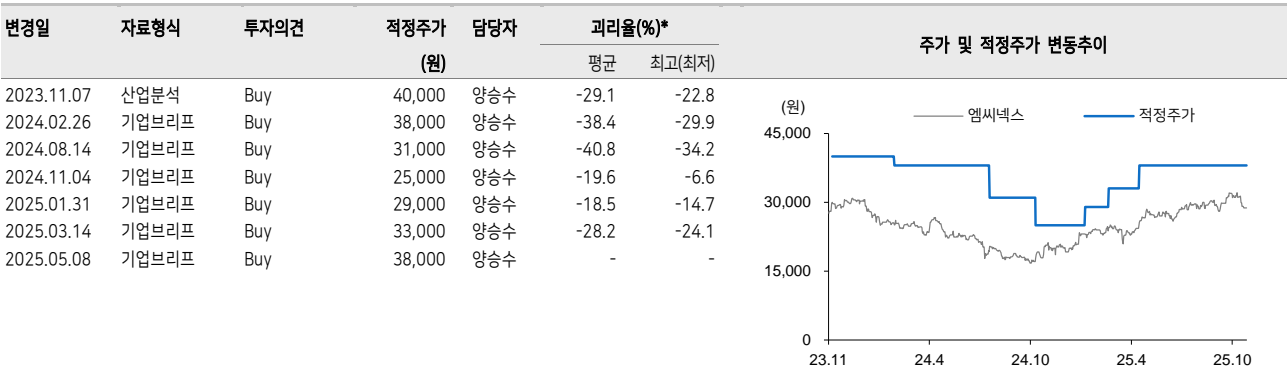 변경일 자료형식 투자의견 적정주가 담당자 괴리율(%)* 주가 및 적정주가 변동추이
(원) 평균 최고(최저)
2023.11.07 산업분석 Buy 40,000 양승수 -29.1 -22.8
2024.02.26 기업브리프 Buy 38,000 양승수 -38.4 -29.9
2024.08.14 기업브리프 Buy 31,000 양승수 -40.8 -34.2
2024.11.04 기업브리프 Buy 25,000 양승수 -19.6 -6.6
2025.01.31 기업브리프 Buy 29,000 양승수 -18.5 -14.7
2025.03.14 기업브리프 Buy 33,000 양승수 -28.2 -24.1
2025.05.08 기업브리프 Buy 38,000 양승수 - -
(원) 엠씨넥스 적정주가
45,000
30,000
15,000
0
23.11 24.4 24.10 25.4 25.10